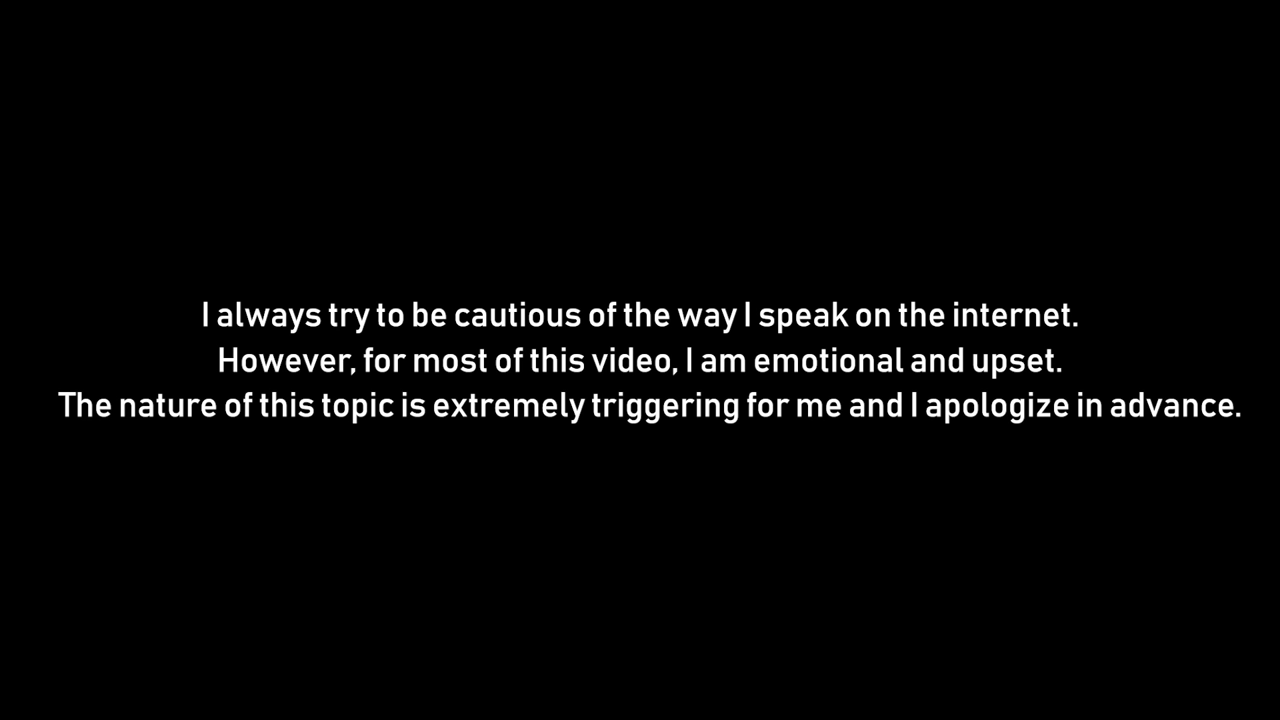 I always try to be cautious of the way I speak on the internet.
However, for most of this video, I am emotional and upset.
The nature of this topic is extremely triggering for me and I apologize in advance.